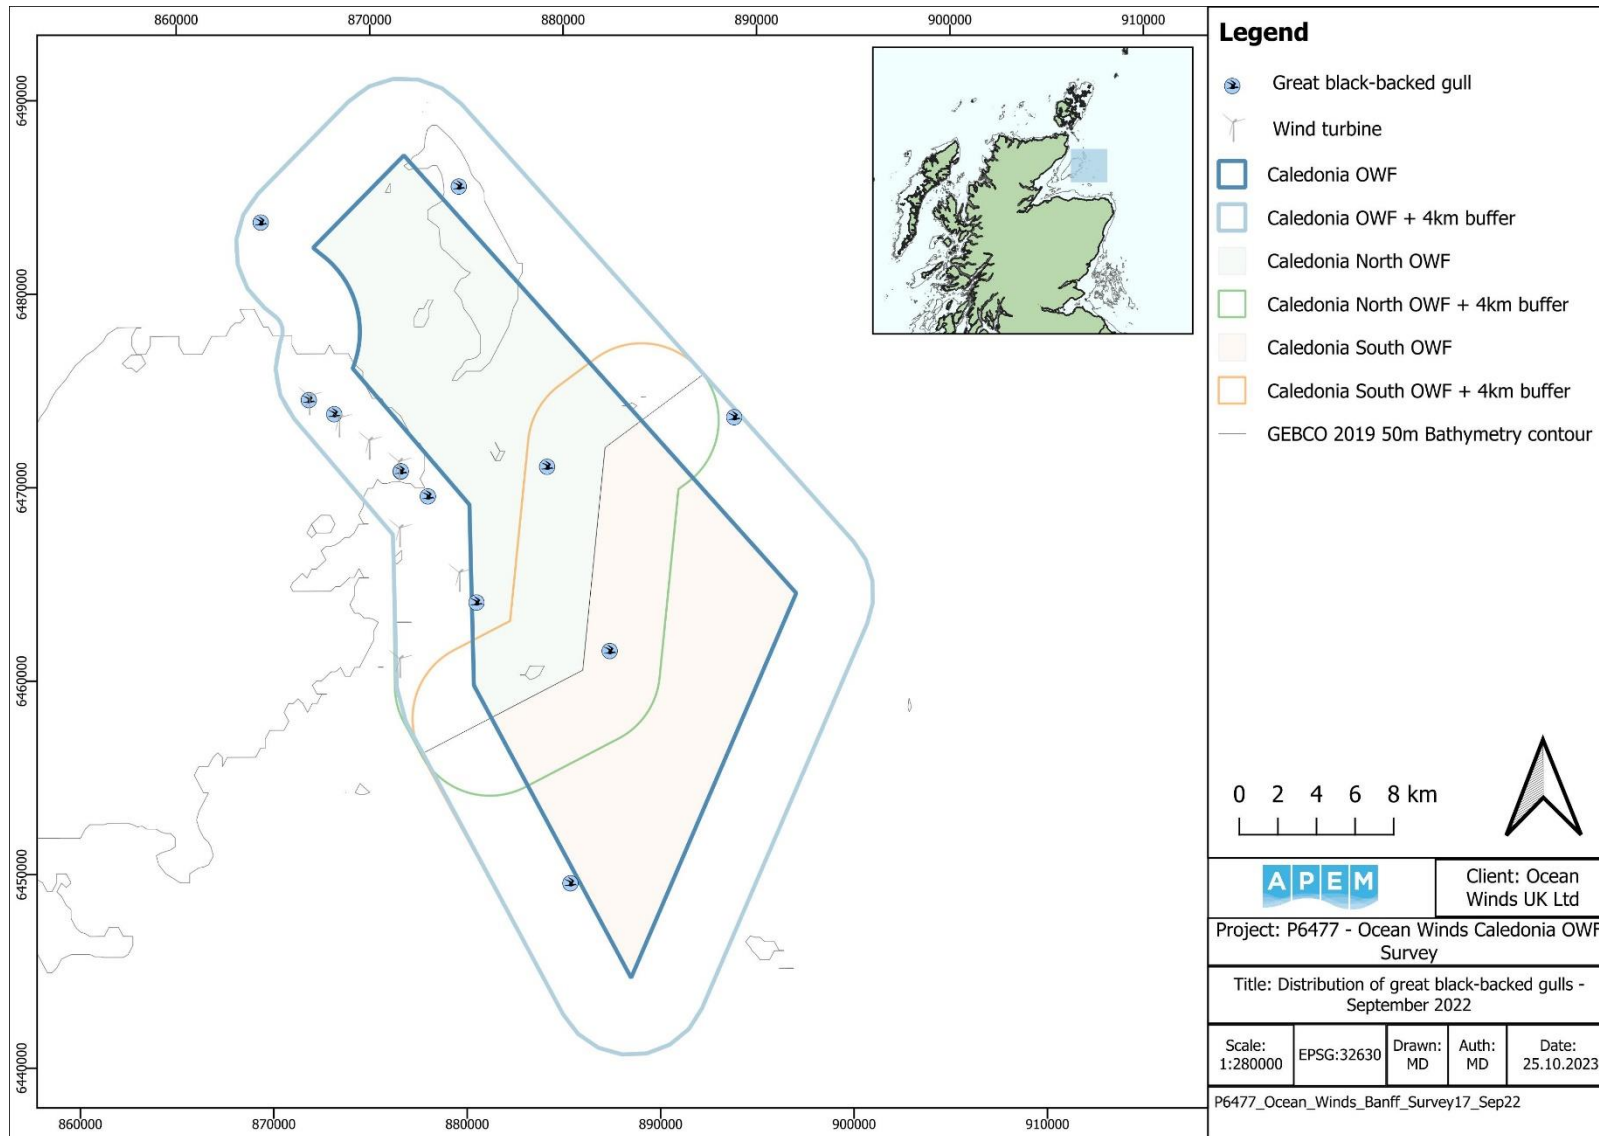 860000 870000 880000 890000 900000 910000
6490000
6480000
6470000
6460000
6450000
6440000
860000 870000 880000 890000 900000 910000
Legend
Great black-backed gull
Wind turbine
Caledonia OWF
Caledonia OWF + 4km buffer
Caledonia North OWF
Caledonia North OWF + 4km buffer
Caledonia South OWF
Caledonia South OWF + 4km buffer
GEBCO 2019 50m Bathymetry contour
0 2 4 6 8 km
APEM
Client: Ocean
Winds UK Ltd
Project: P6477 - Ocean Winds Caledonia OWF
Survey
Title: Distribution of great black-backed gulls -
September 2022
Scale:
1:280000
EPSG:32630
Drawn:
MD
Auth:
MD
Date:
25.10.2023
P6477_Ocean_Winds_Banff_Survey17_Sep22